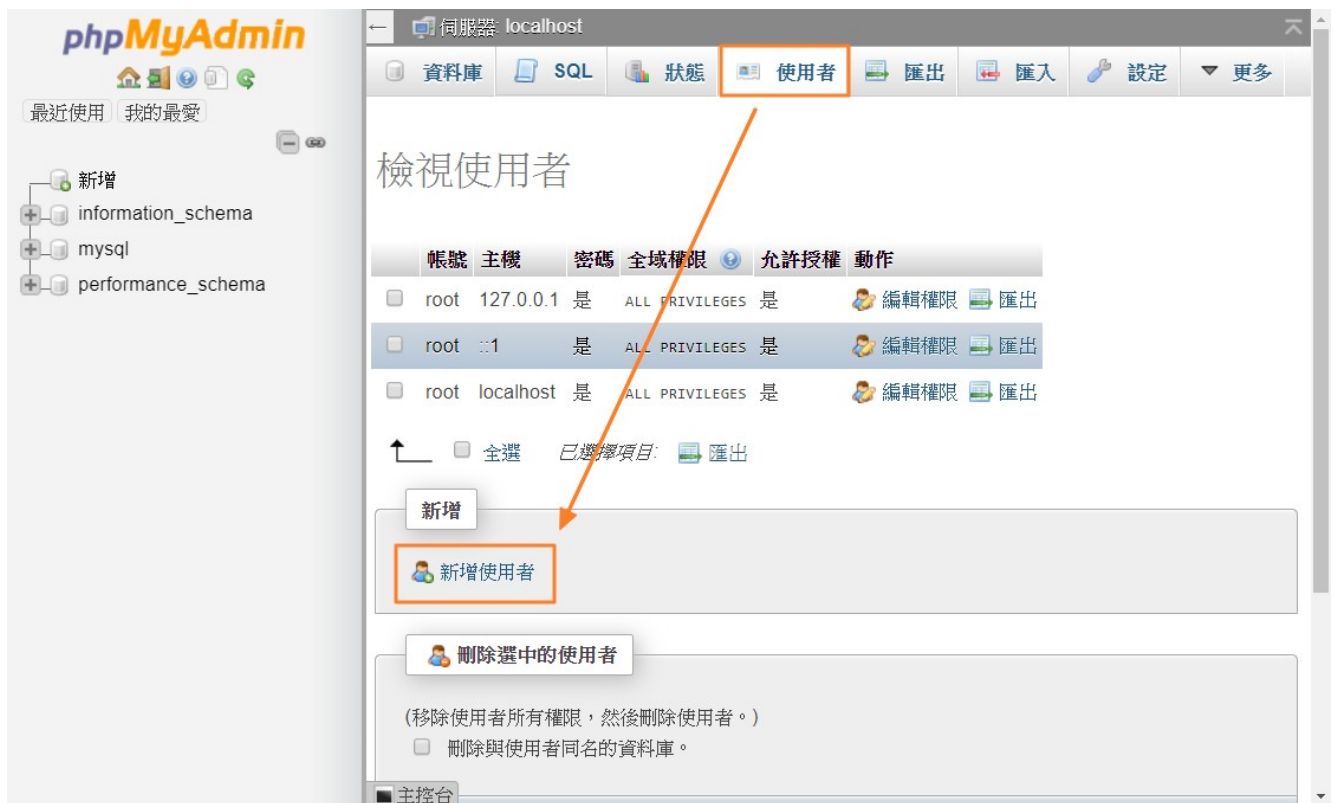 phpMyAdmin
最近使用 我的最愛
新增
information_schema
mysql
performance_schema
← 伺服器: localhost
資料庫 SQL 狀態 使用者 匯出 匯入 設定 更多
檢視使用者
帳號 主機 密碼 全域權限 允許授權 動作
root 127.0.0.1 是 ALL PRIVILEGES 是 編輯權限 匯出
root ::1 是 ALL PRIVILEGES 是 編輯權限 匯出
root localhost 是 ALL PRIVILEGES 是 編輯權限 匯出
全選 已選擇項目: 匯出
新增
新增使用者
刪除選中的使用者
(移除使用者所有權限，然後刪除使用者。)
刪除與使用者同名的資料庫。
主控台